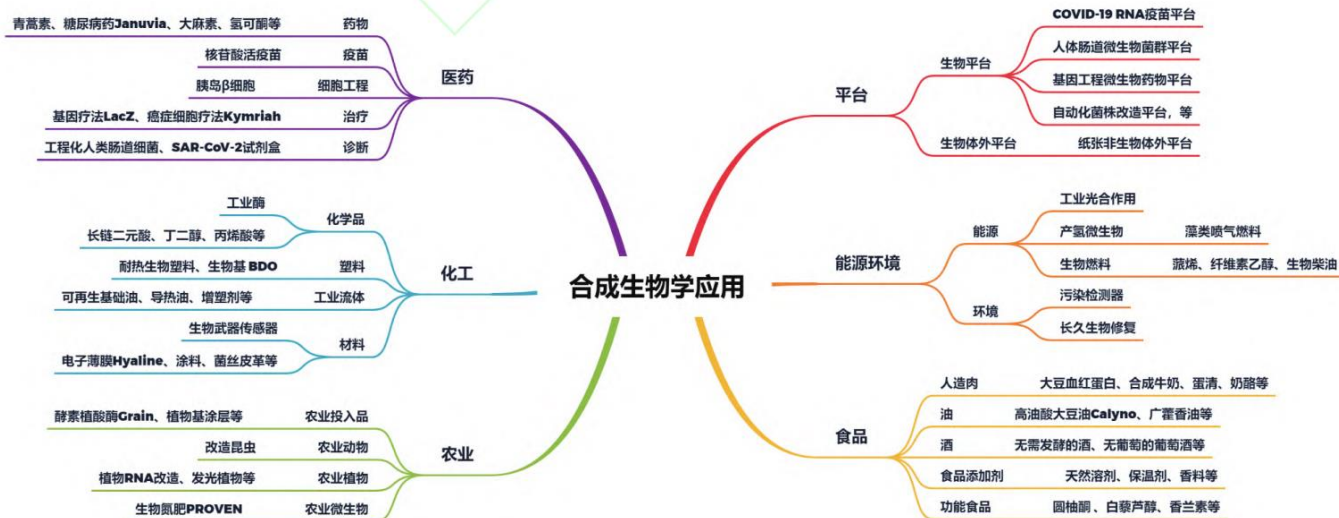 合成生物学应用
医药
青蒿素、糖尿病药Januvia、大麻素、氢可酮等 药物
核苷酸活疫苗 疫苗
胰岛β细胞 细胞工程
基因疗法LacZ、癌症细胞疗法Kymriah 治疗
工程化人类肠道细菌、SAR-CoV-2试剂盒 诊断
化工
工业酶
化学品
长链二元酸、丁二醇、丙烯酸等
耐热生物塑料、生物基BDO 塑料
可再生基础油、导热油、增塑剂等 工业流体
生物武器传感器
材料
电子薄膜Hyaline、涂料、菌丝皮革等
农业
酵素植酸酶Grain、植物基涂层等 农业投入品
改造昆虫 农业动物
植物RNA改造、发光植物等 农业植物
生物氮肥PROVEN 农业微生物
平台
生物平台
COVID-19 RNA疫苗平台
人体肠道微生物菌群平台
基因工程微生物药物平台
自动化菌株改造平台，等
生物体外平台 纸张非生物体外平台
能源环境
能源
工业光合作用
产氢微生物 藻类喷气燃料
生物燃料 蒎烯、纤维素乙醇、生物柴油
环境
污染检测器
长久生物修复
食品
人造肉 大豆血红蛋白、合成牛奶、蛋清、奶酪等
油 高油酸大豆油Calyno、广藿香油等
酒 无需发酵的酒、无葡萄的葡萄酒等
食品添加剂 天然溶剂、保温剂、香料等
功能食品 圆柚酮、白藜芦醇、香兰素等